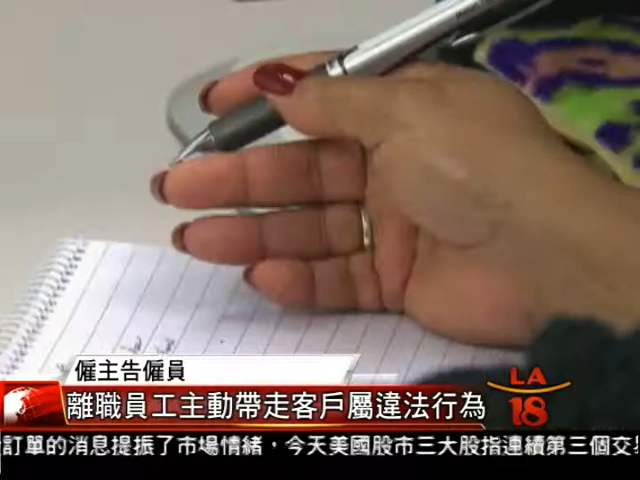 僱主告僱員
離職員工主動帶走客戶屬違法行為
LA
18
訂單的消息提振了市場情緒，今天美國股市三大股指連續第三個交易